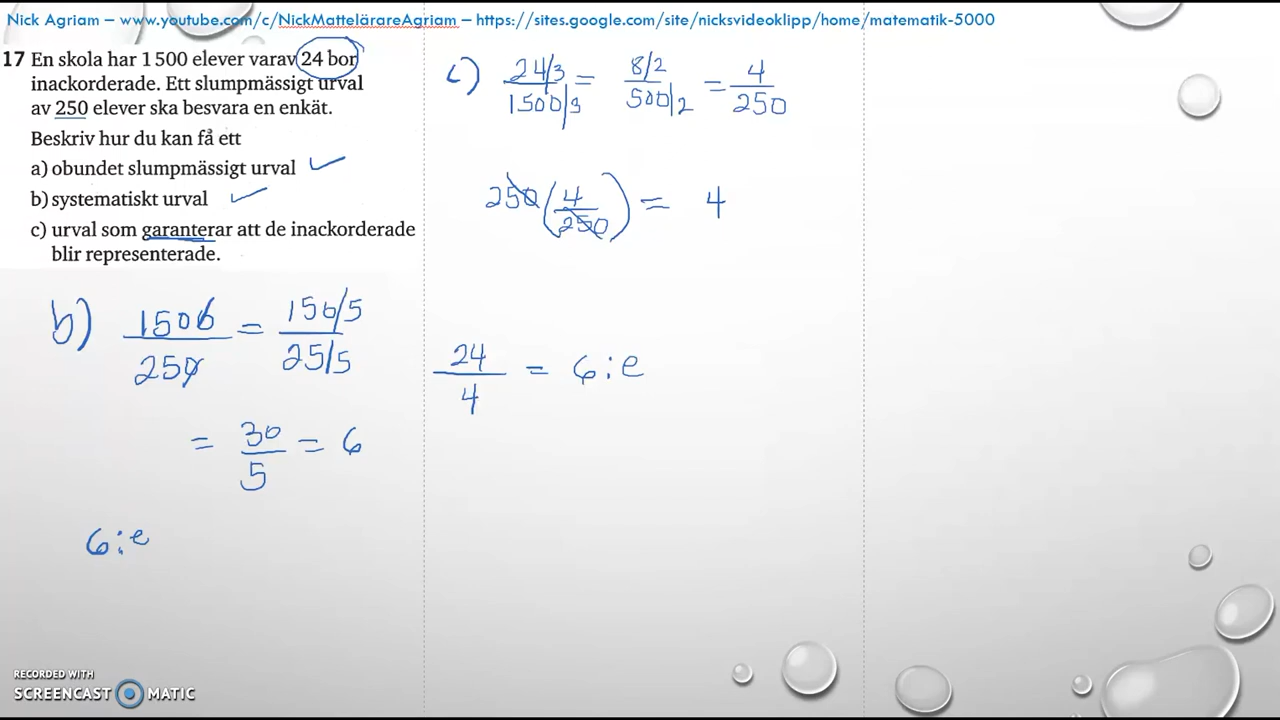 Nick Agriam – www.youtube.com/c/NickMattelärareAgriam – https://sites.google.com/site/nicksvideoklipp/home/matematik-5000
17 En skola har 1 500 elever varav 24 bor
inackorderade. Ett slumpmässigt urval
av 250 elever ska besvara en enkät.
Beskriv hur du kan få ett
a) obundet slumpmässigt urval
b) systematiskt urval
c) urval som garanterar att de inackorderade
blir representerade.
b) 1500/250 = 150/5 / 25/5
= 30/5 = 6
6:e
c) 24/3 / 1500/3 = 8/2 / 500/2 = 4/250
250 (4/250) = 4
24/4 = 6:e
RECORDED WITH
SCREENCAST MATIC